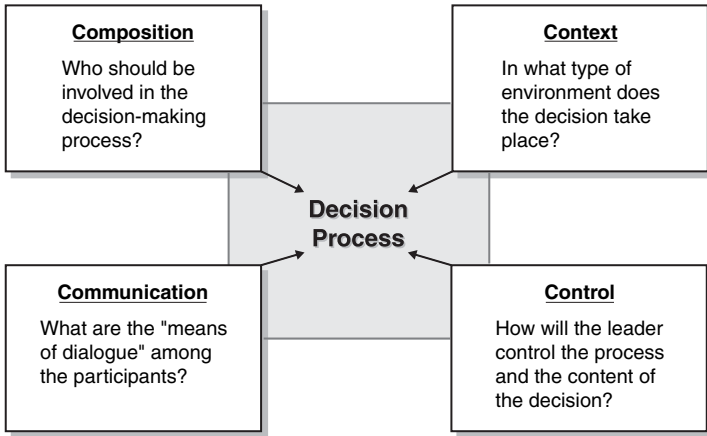 Composition
Who should be
involved in the
decision-making
process?
Context
In what type of
environment does
the decision take
place?
Decision
Process
Communication
What are the "means
of dialogue" among
the participants?
Control
How will the leader
control the process
and the content of
the decision?